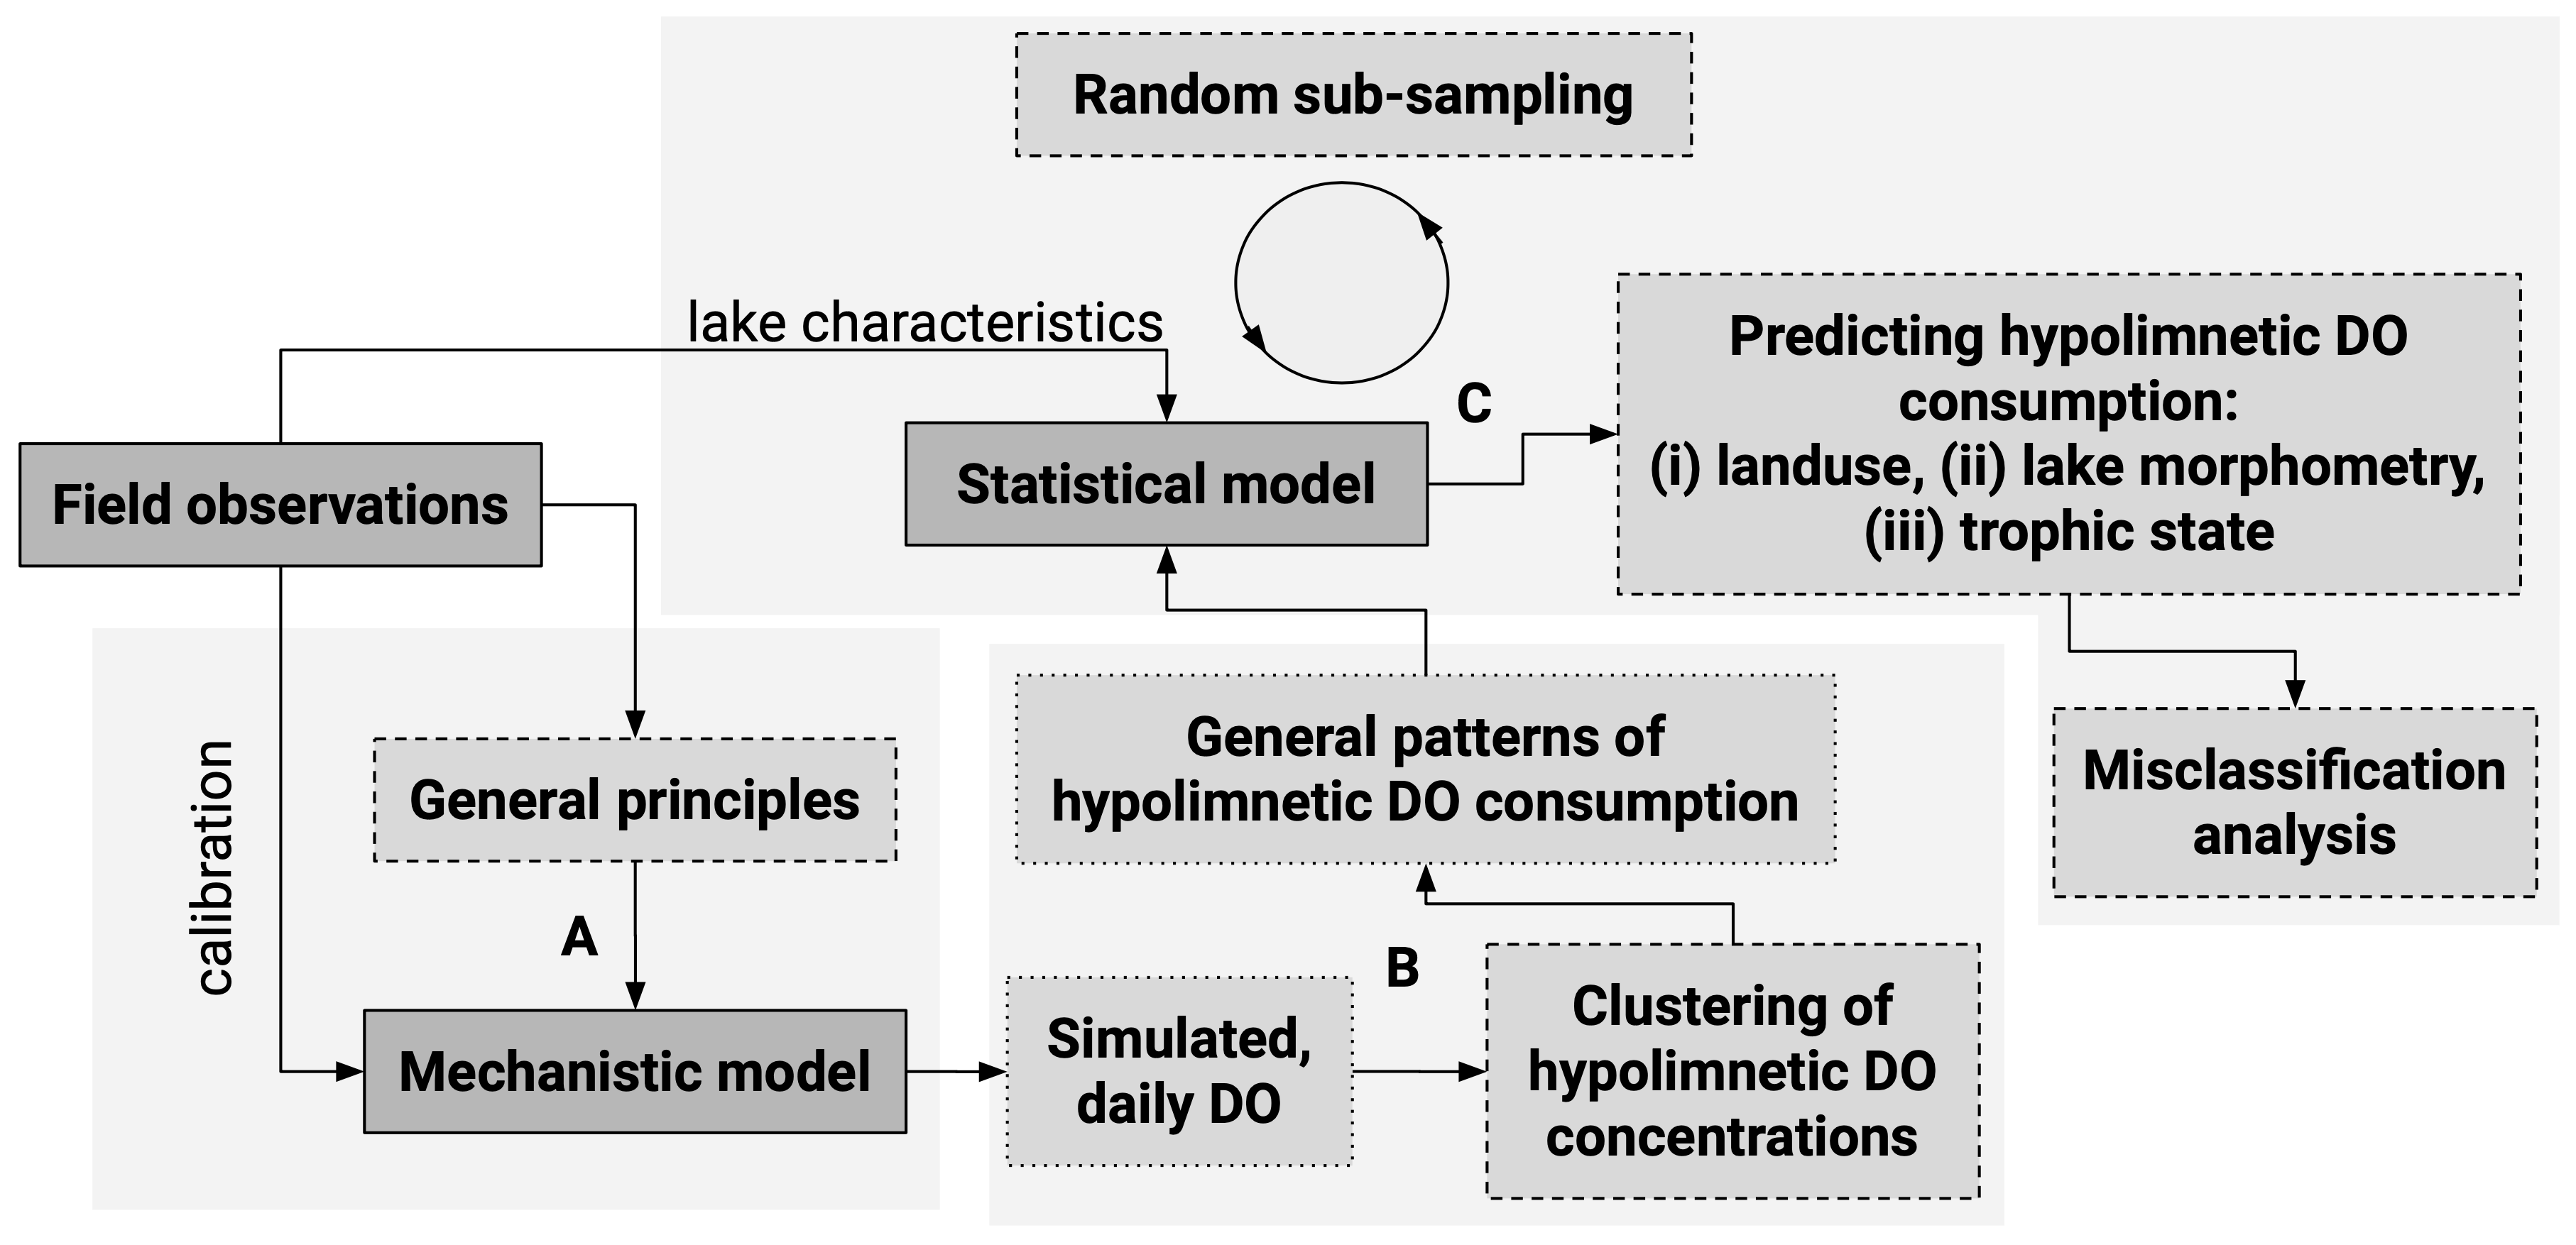 Random sub-sampling
lake characteristics
C
Predicting hypolimnetic DO
consumption:
(i) landuse, (ii) lake morphometry,
(iii) trophic state
Field observations
Statistical model
General patterns of
hypolimnetic DO consumption
Misclassification
analysis
calibration
General principles
A
B
Mechanistic model
Simulated,
daily DO
Clustering of
hypolimnetic DO
concentrations